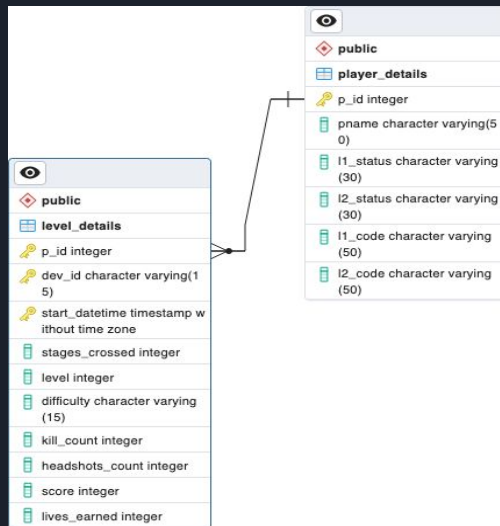 public
player_details
p_id integer
pname character varying(5
0)
l1_status character varying
(30)
l2_status character varying
(30)
l1_code character varying
(50)
l2_code character varying
(50)
public
level_details
p_id integer
dev_id character varying(1
5)
start_datetime timestamp w
ithout time zone
stages_crossed integer
level integer
difficulty character varying
(15)
kill_count integer
headshots_count integer
score integer
lives_earned integer